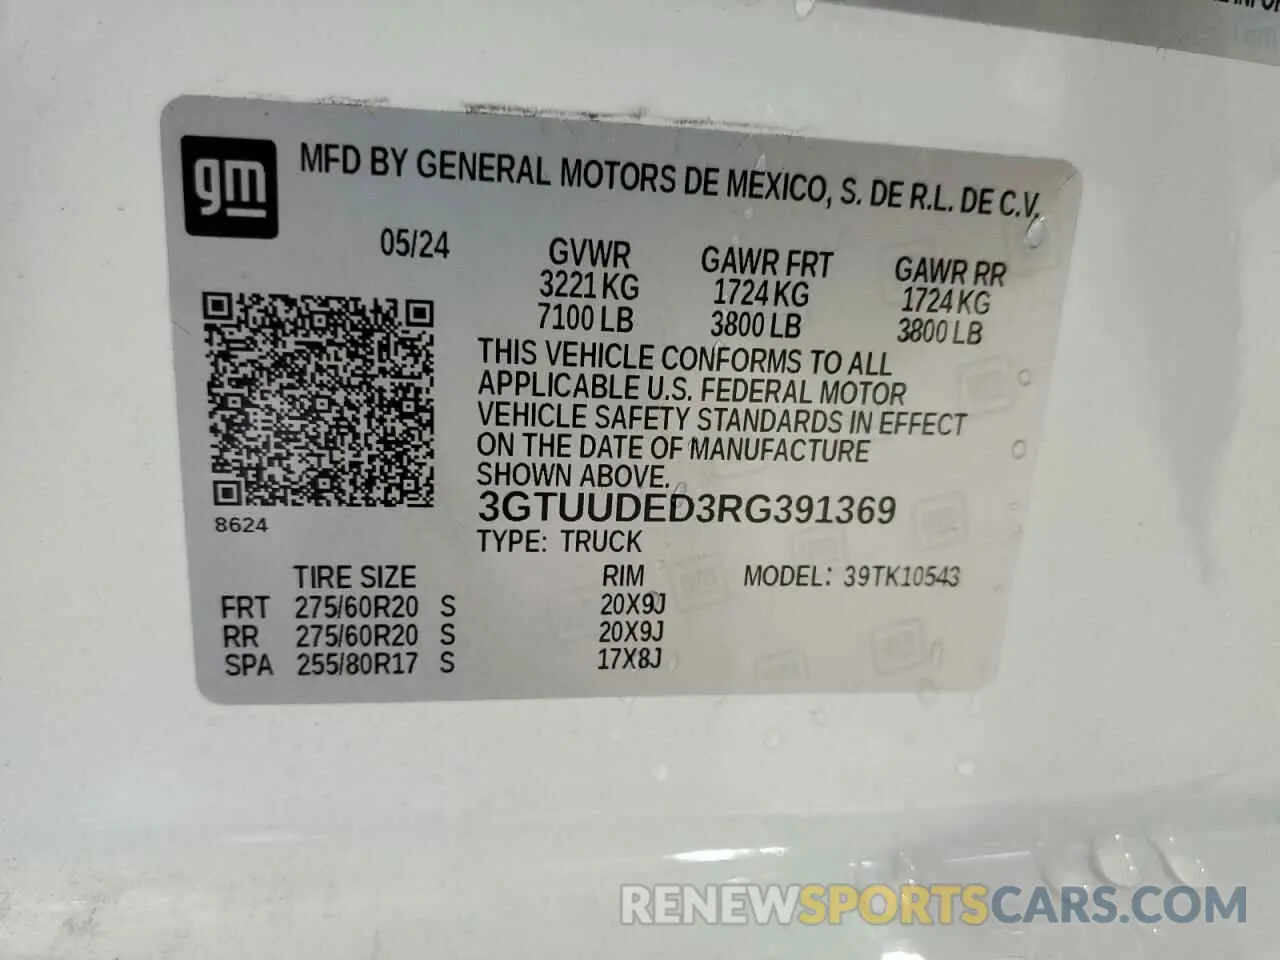 gm
MFD BY GENERAL MOTORS DE MEXICO, S. DE R.L. DE C.V.
05/24
GVWR GAWR FRT GAWR RR
3221 KG 1724 KG 1724 KG
7100 LB 3800 LB 3800 LB
THIS VEHICLE CONFORMS TO ALL
APPLICABLE U.S. FEDERAL MOTOR
VEHICLE SAFETY STANDARDS IN EFFECT
ON THE DATE OF MANUFACTURE
SHOWN ABOVE.
3GTUUDED3RG391369
8624
TYPE: TRUCK
TIRE SIZE RIM MODEL: 39TK10543
FRT 275/60R20 S 20X9J
RR 275/60R20 S 20X9J
SPA 255/80R17 S 17X8J
RENEWSPORTSCARS.COM